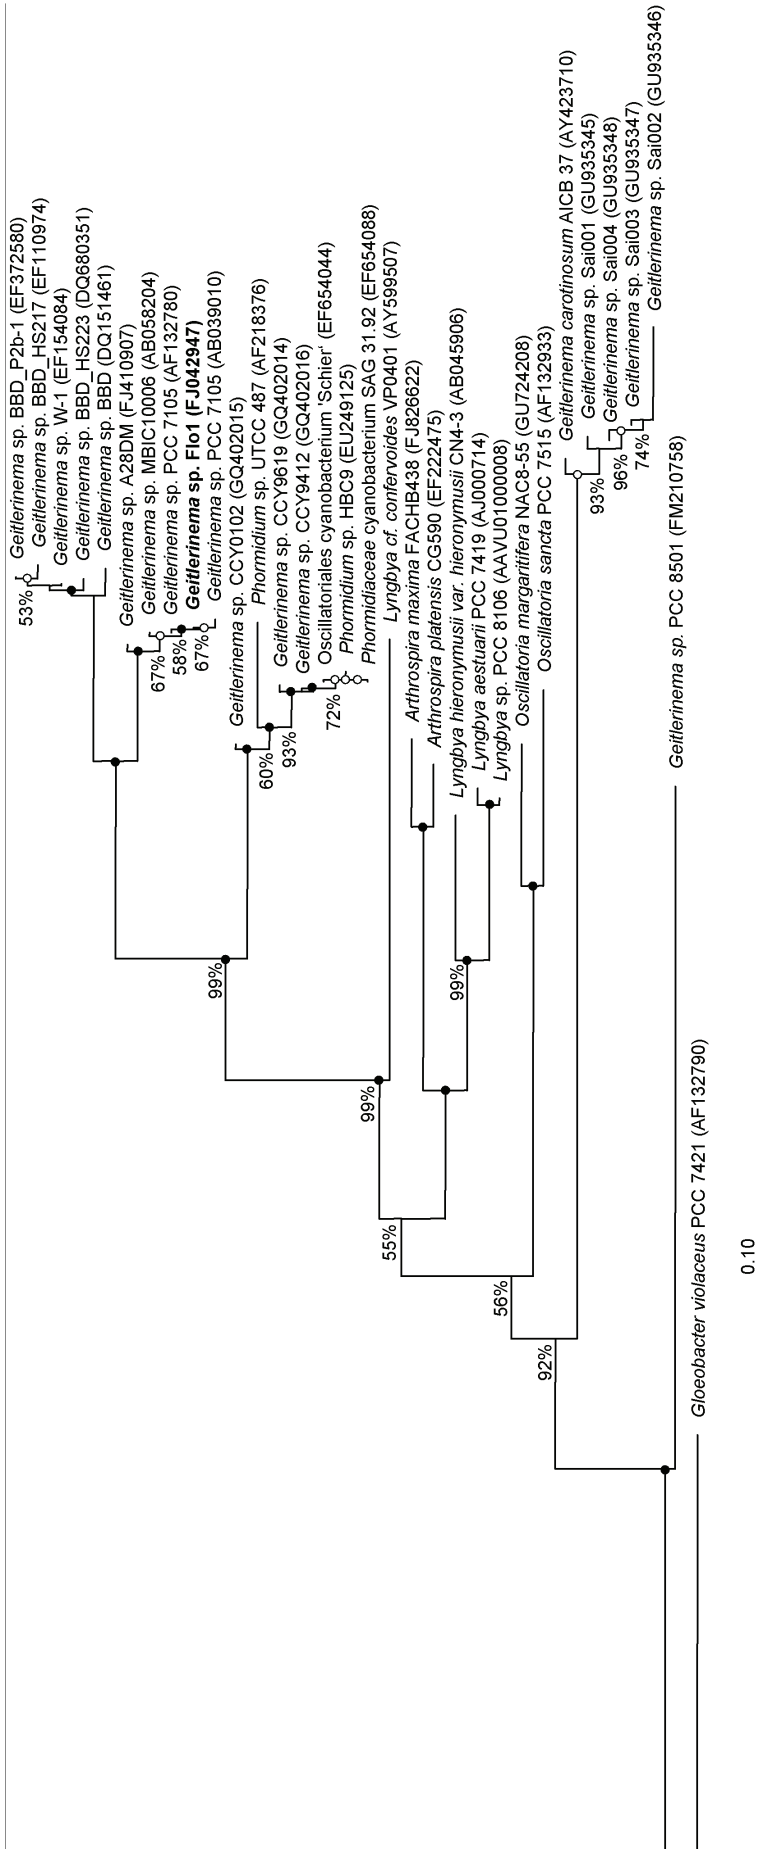 Geitlerinema sp. BBD_P2b-1 (EF372580)
Geitlerinema sp. BBD_HS217 (EF110974)
53%
Geitlerinema sp. W-1 (EF154084)
Geitlerinema sp. BBD_HS223 (DQ680351)
Geitlerinema sp. BBD (DQ151461)
Geitlerinema sp. A28DM (FJ410907)
Geitlerinema sp. MBIC10006 (AB058204)
67%
Geitlerinema sp. PCC 7105 (AF132780)
58%
Geitlerinema sp. Flo1 (FJ042947)
67%
Geitlerinema sp. PCC 7105 (AB039010)
99%
Geitlerinema sp. CCY0102 (GQ402015)
Phormidium sp. UTCC 487 (AF218376)
60%
Geitlerinema sp. CCY9619 (GQ402014)
93%
Geitlerinema sp. CCY9412 (GQ402016)
Oscillatoriales cyanobacterium 'Schier' (EF654044)
72%
Phormidium sp. HBC9 (EU249125)
Phormidiaceae cyanobacterium SAG 31.92 (EF654088)
99%
Lyngbya cf. confervoides VP0401 (AY599507)
55%
Arthrospira maxima FACHB438 (FJ826622)
Arthrospira platensis CG590 (EF222475)
Lyngbya hieronymusii var. hieronymusii CN4-3 (AB045906)
99%
Lyngbya aestuarii PCC 7419 (AJ000714)
Lyngbya sp. PCC 8106 (AAVU01000008)
56%
Oscillatoria margaritifera NAC8-55 (GU724208)
Oscillatoria sancta PCC 7515 (AF132933)
92%
Geitlerinema carotinosum AICB 37 (AY423710)
93%
Geitlerinema sp. Sai001 (GU935345)
96%
Geitlerinema sp. Sai004 (GU935348)
74%
Geitlerinema sp. Sai003 (GU935347)
Geitlerinema sp. Sai002 (GU935346)
Geitlerinema sp. PCC 8501 (FM210758)
Gloeobacter violaceus PCC 7421 (AF132790)
0.10